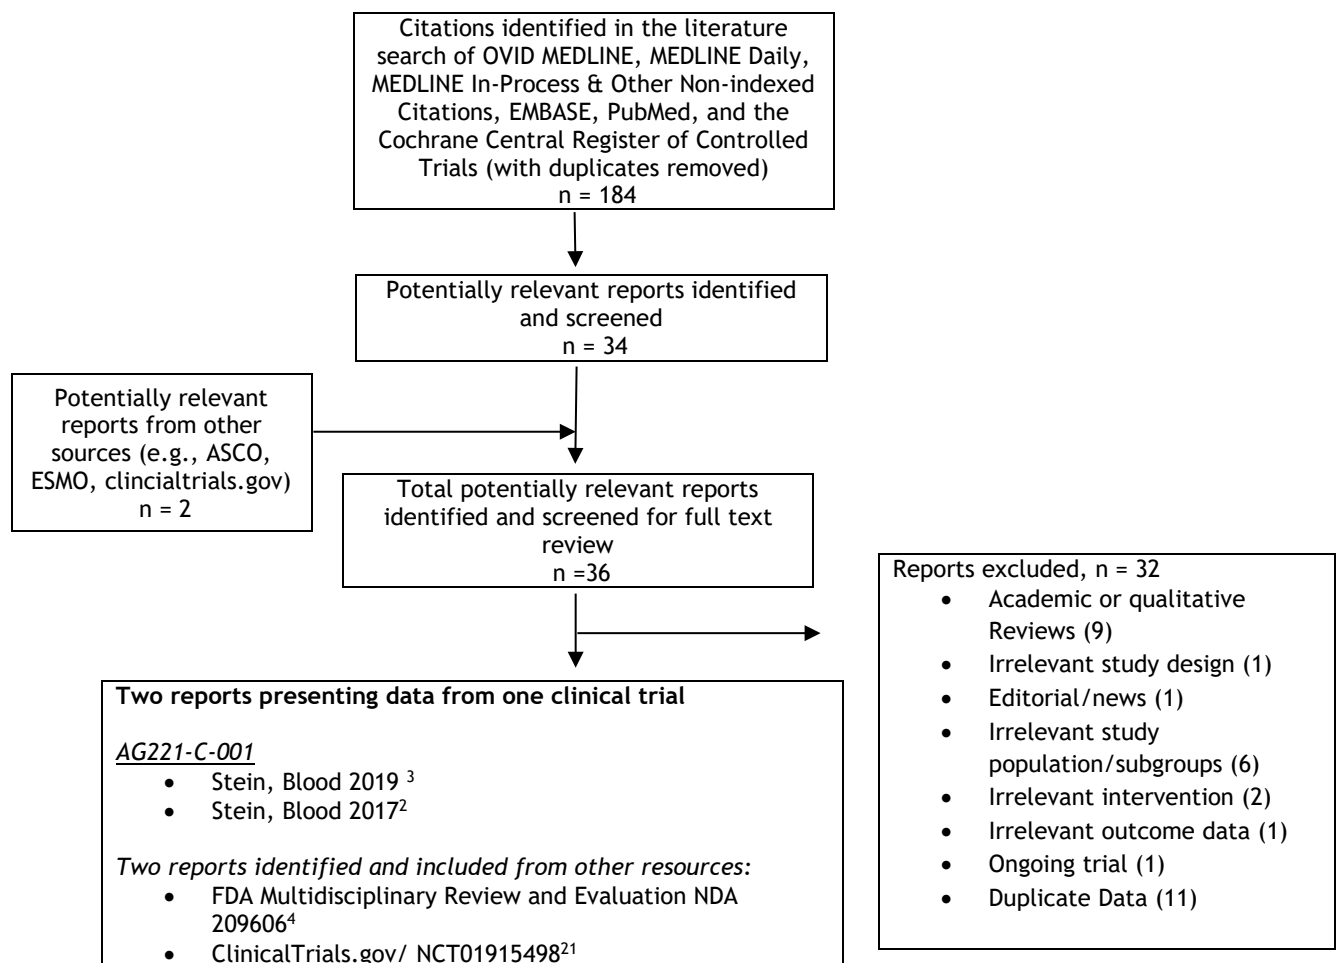 Citations identified in the literature
search of OVID MEDLINE, MEDLINE Daily,
MEDLINE In-Process & Other Non-indexed
Citations, EMBASE, PubMed, and the
Cochrane Central Register of Controlled
Trials (with duplicates removed)
n = 184
Potentially relevant reports identified
and screened
n = 34
Potentially relevant
reports from other
sources (e.g., ASCO,
ESMO, clincialtrials.gov)
n = 2
Total potentially relevant reports
identified and screened for full text
review
n =36
Reports excluded, n = 32
• Academic or qualitative
Reviews (9)
• Irrelevant study design (1)
• Editorial/news (1)
• Irrelevant study
population/subgroups (6)
• Irrelevant intervention (2)
• Irrelevant outcome data (1)
• Ongoing trial (1)
• Duplicate Data (11)
Two reports presenting data from one clinical trial
AG221-C-001
• Stein, Blood 2019 ³
• Stein, Blood 2017²
Two reports identified and included from other resources:
• FDA Multidisciplinary Review and Evaluation NDA
209606⁴
• ClinicalTrials.gov/ NCT01915498²¹